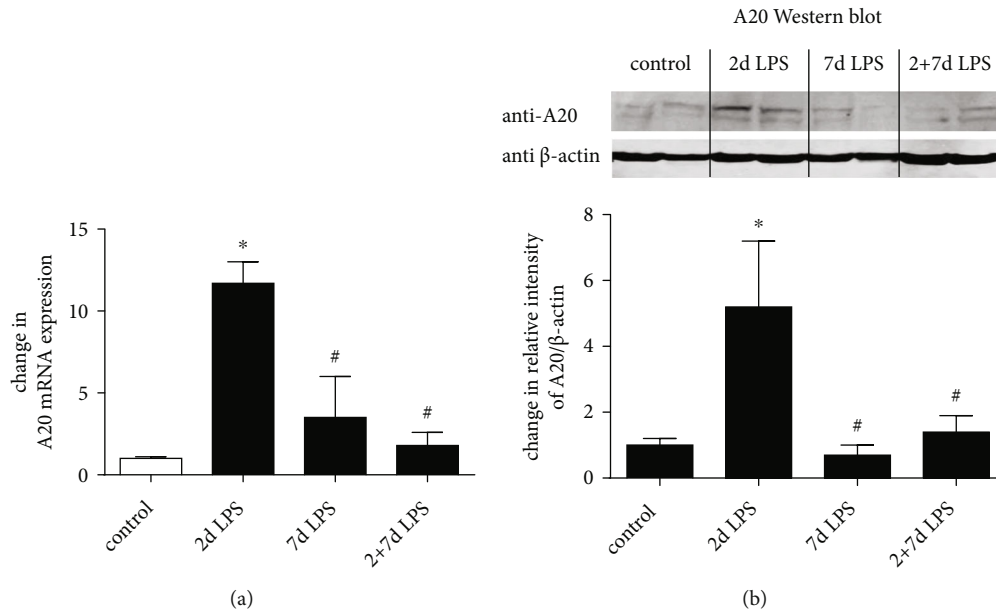 A20 Western blot
control 2d LPS 7d LPS 2+7d LPS
anti-A20
anti β-actin
change in
A20 mRNA expression
15
10
5
0
*
#
#
control
2d LPS
7d LPS
2+7d LPS
(a)
change in relative intensity
of A20/β-actin
8
6
4
2
0
*
#
#
control
2d LPS
7d LPS
2+7d LPS
(b)